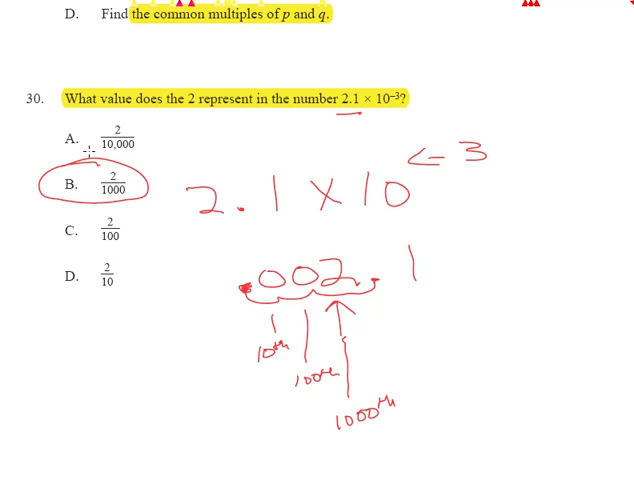 D. Find the common multiples of p and q.
30. What value does the 2 represent in the number 2.1 × 10⁻³?
A. 2/10,000
B. 2/1000
C. 2/100
D. 2/10
2.1 × 10 ← 3
.002.1
10th
100th
1000th